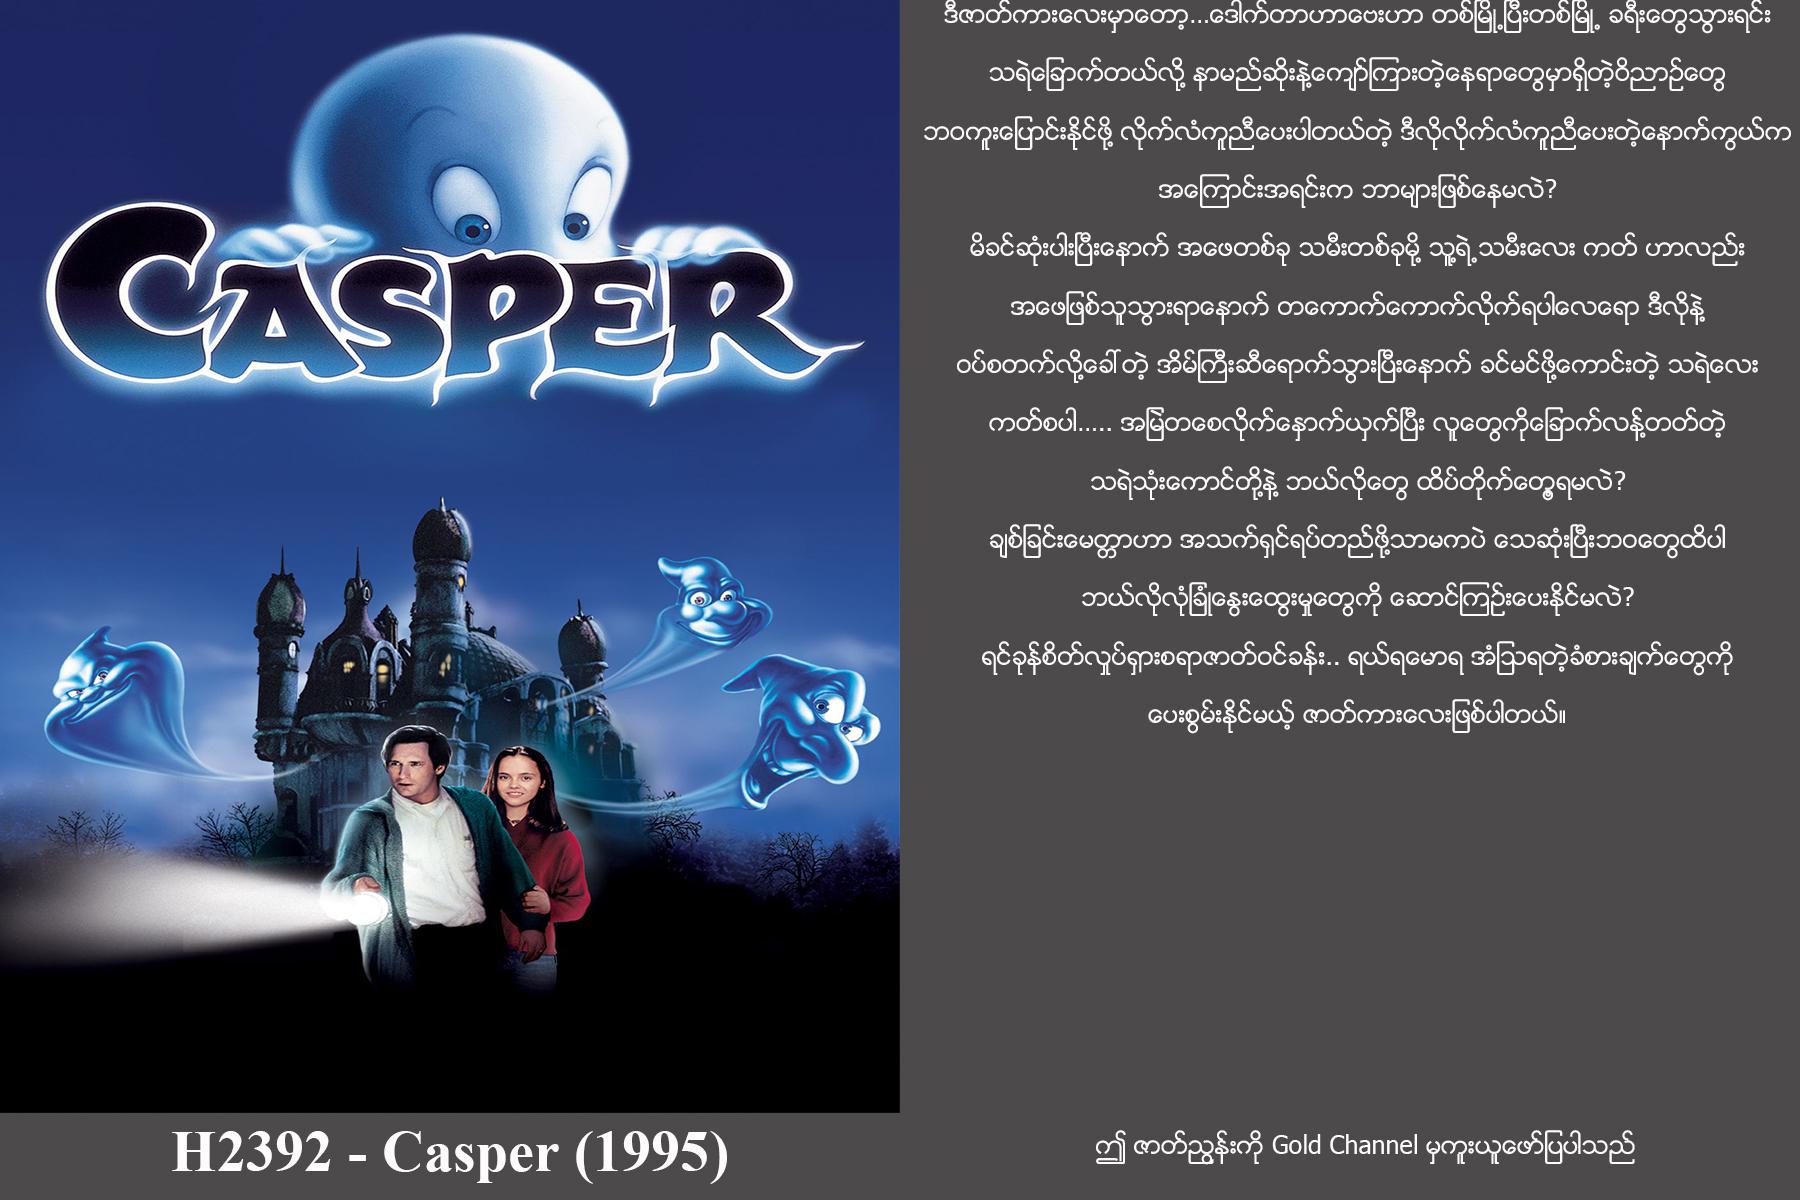 CASPER
H2392 - Casper (1995)
ဒီဇာတ်ကားလေးမှာတော့...ဒေါက်တာဟာဗေးဟာ တစ်မြို့ပြီးတစ်မြို့ ခရီးတွေသွားရင်း
သရဲခြောက်တယ်လို့ နာမည်ဆိုးနဲ့ကျော်ကြားတဲ့နေရာတွေမှာရှိတဲ့ဝိညာဉ်တွေ
ဘဝကူးပြောင်းနိုင်ဖို့ လိုက်လံကူညီပေးပါတယ်တဲ့ ဒီလိုလိုက်လံကူညီပေးတဲ့နောက်ကွယ်က
အကြောင်းအရင်းက ဘာများဖြစ်နေမလဲ?
မိခင်ဆုံးပါးပြီးနောက် အဖေတစ်ခု သမီးတစ်ခုမို့ သူ့ရဲ့သမီးလေး ကတ် ဟာလည်း
အဖေဖြစ်သူသွားရာနောက် တကောက်ကောက်လိုက်ရပါလေရော ဒီလိုနဲ့
ဝပ်စတက်လို့ခေါ်တဲ့ အိမ်ကြီးဆီရောက်သွားပြီးနောက် ခင်မင်ဖို့ကောင်းတဲ့ သရဲလေး
ကတ်စပါ..... အမြဲတစေလိုက်နှောက်ယှက်ပြီး လူတွေကိုခြောက်လန့်တတ်တဲ့
သရဲသုံးကောင်တို့နဲ့ ဘယ်လိုတွေ ထိပ်တိုက်တွေ့ရမလဲ?
ချစ်ခြင်းမေတ္တာဟာ အသက်ရှင်ရပ်တည်ဖို့သာမကပဲ သေဆုံးပြီးဘဝတွေထိပါ
ဘယ်လိုလုံခြုံနွေးထွေးမှုတွေကို ဆောင်ကြဉ်းပေးနိုင်မလဲ?
ရင်ခုန်စိတ်လှုပ်ရှားစရာဇာတ်ဝင်ခန်း.. ရယ်ရမောရ အံသြရတဲ့ခံစားချက်တွေကို
ပေးစွမ်းနိုင်မယ့် ဇာတ်ကားလေးဖြစ်ပါတယ်။
ဤ ဇာတ်ညွှန်းကို Gold Channel မှကူးယူဖော်ပြပါသည်